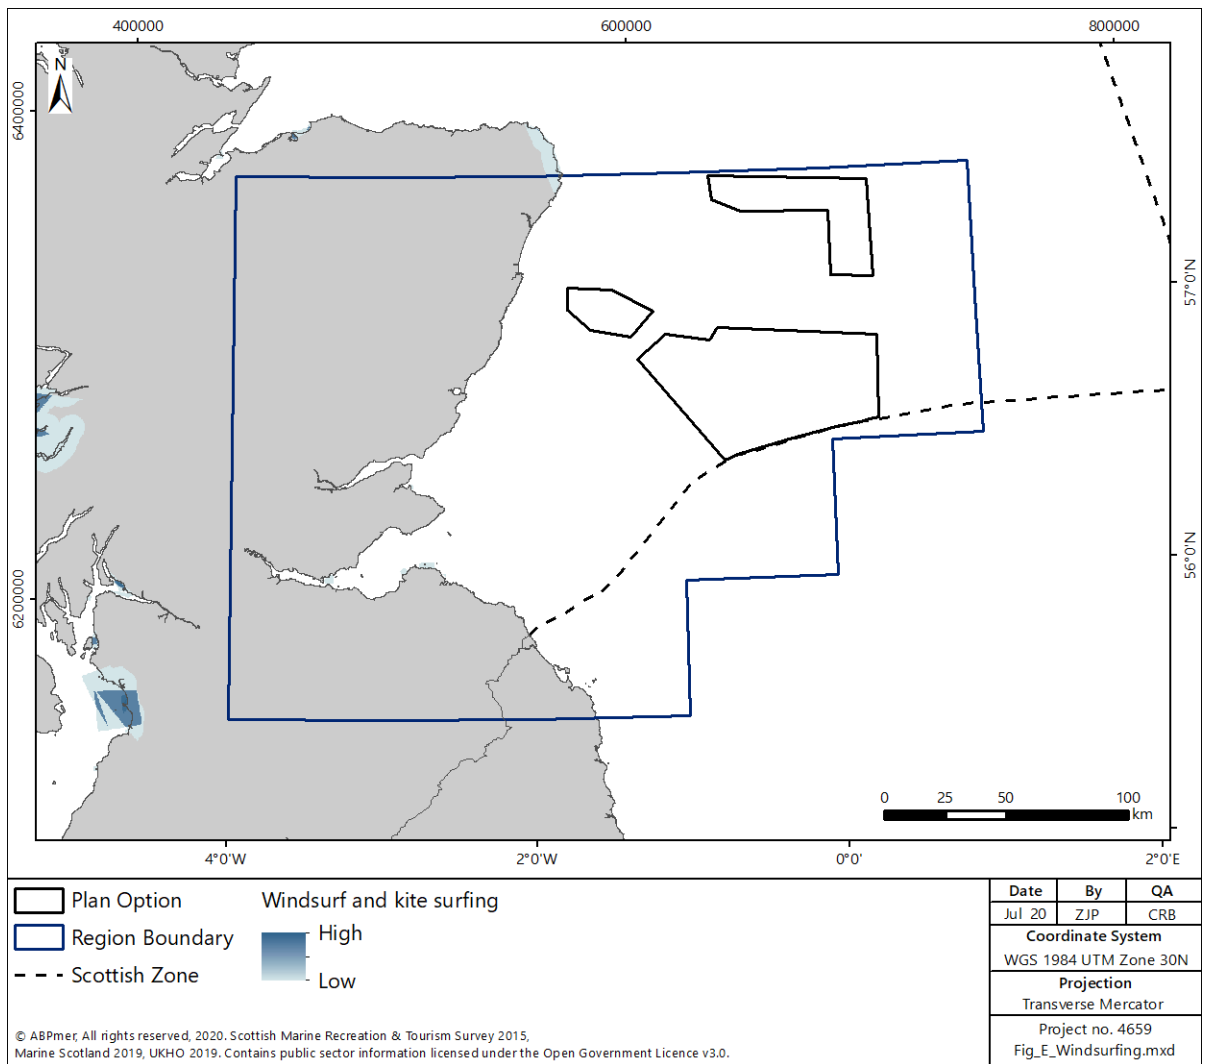 400000 600000 800000
N
6400000
6200000
57°0'N
56°0'N
0 25 50 100
km
4°0'W 2°0'W 0°0' 2°0'E
Plan Option
Region Boundary
Scottish Zone
Windsurf and kite surfing
High
Low
Date By QA
Jul 20 ZJP CRB
Coordinate System
WGS 1984 UTM Zone 30N
Projection
Transverse Mercator
Project no. 4659
Fig_E_Windsurfing.mxd
© ABPmer, All rights reserved, 2020. Scottish Marine Recreation & Tourism Survey 2015,
Marine Scotland 2019, UKHO 2019. Contains public sector information licensed under the Open Government Licence v3.0.